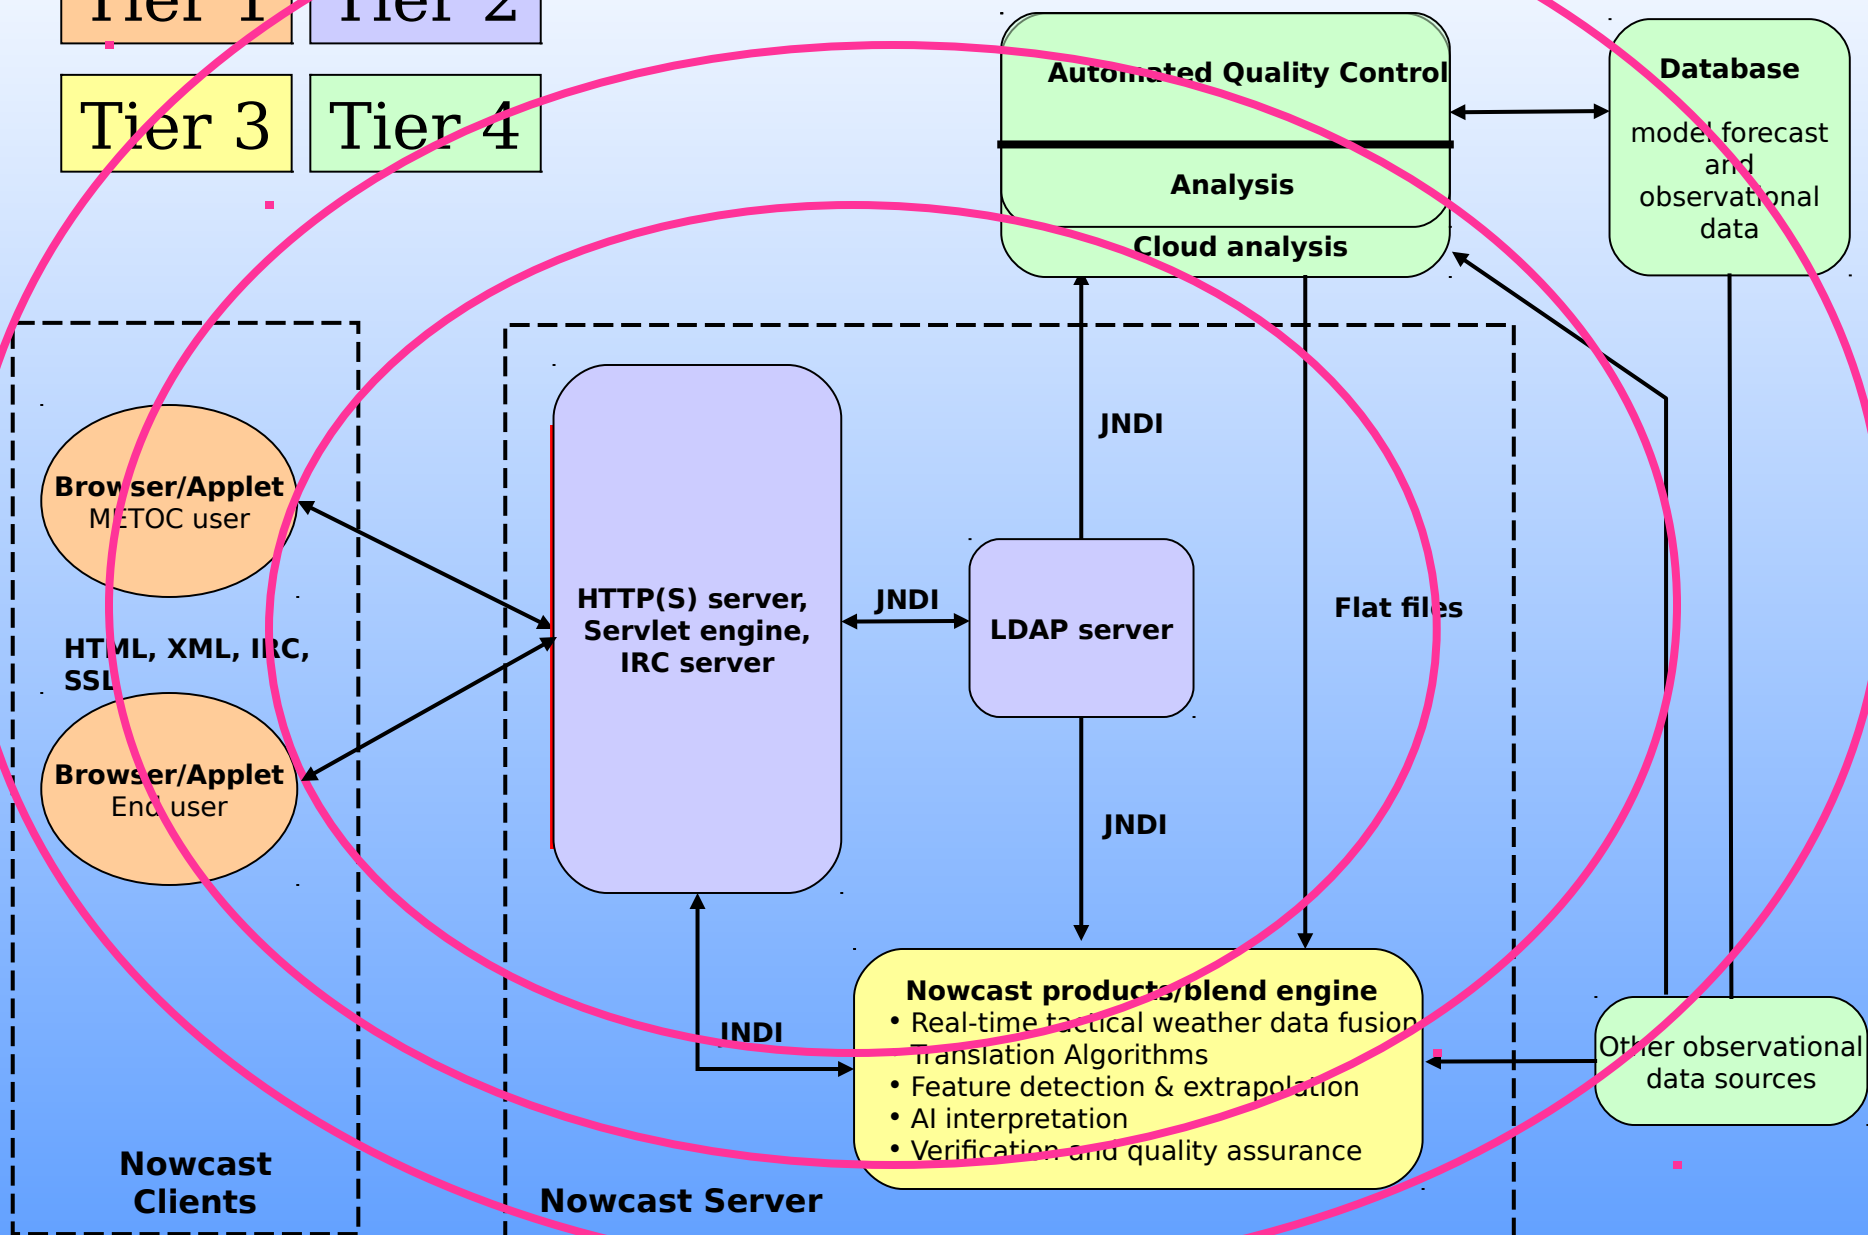 Tier 1
Tier 2
Tier 3
Tier 4
Automated Quality Control
Analysis
Cloud analysis
Database
model forecast
and
observational
data
JNDI
Browser/Applet
METOC user
HTML, XML, IRC,
SSL
Browser/Applet
End user
HTTP(S) server,
Servlet engine,
IRC server
JNDI
LDAP server
Flat files
JNDI
JNDI
Nowcast products/blend engine
• Real-time tactical weather data fusion
Translation Algorithms
• Feature detection & extrapolation
• AI interpretation
• Verification and quality assurance
Other observational
data sources
Nowcast
Clients
Nowcast Server